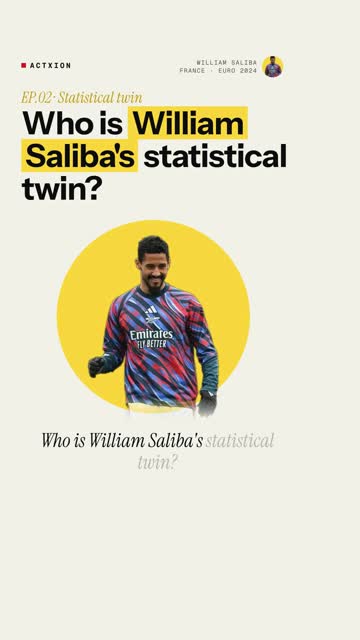 ACTXION
WILLIAM SALIBA
FRANCE · EURO 2024
EP.02 · Statistical twin
Who is William
Saliba's statistical
twin?
Emirates
FLY BETTER
Who is William Saliba's statistical
twin?